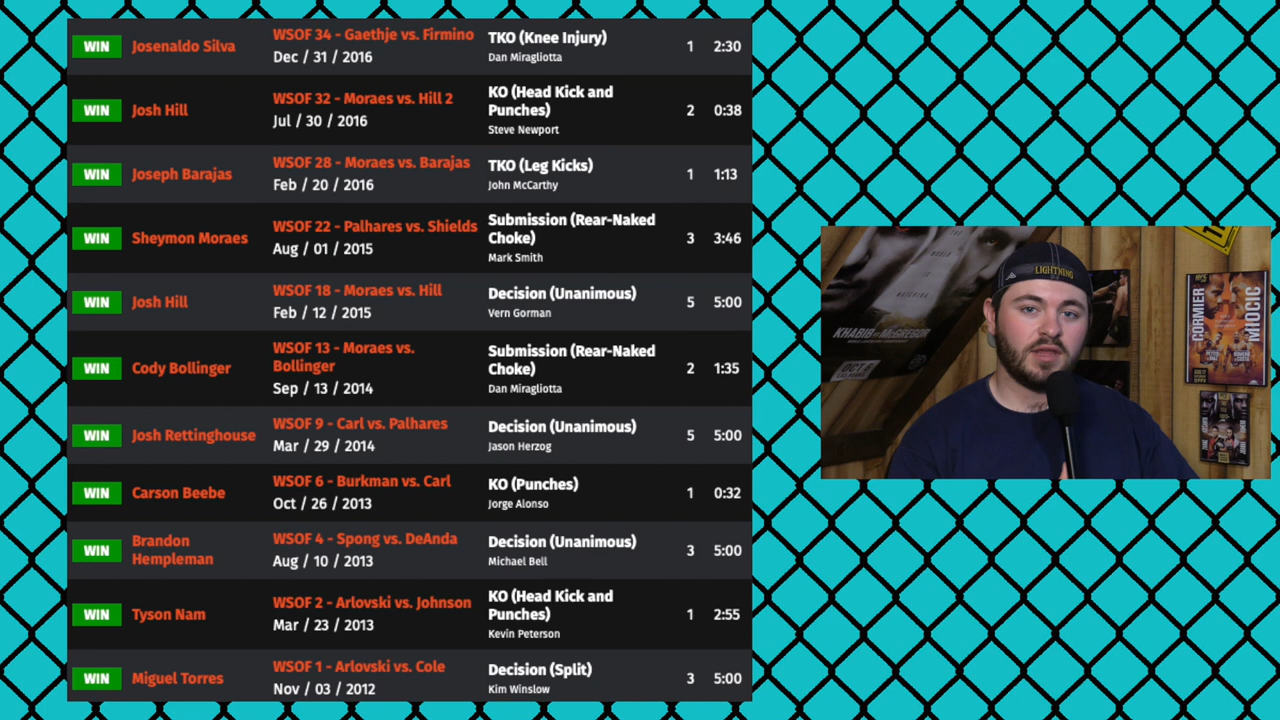 WIN
Josenaldo Silva
WSOF 34 - Gaethje vs. Firmino
Dec / 31 / 2016
TKO (Knee Injury)
Dan Miragliotta
1
2:30
WIN
Josh Hill
WSOF 32 - Moraes vs. Hill 2
Jul / 30 / 2016
KO (Head Kick and
Punches)
Steve Newport
2
0:38
WIN
Joseph Barajas
WSOF 28 - Moraes vs. Barajas
Feb / 20 / 2016
TKO (Leg Kicks)
John McCarthy
1
1:13
WIN
Sheymon Moraes
WSOF 22 - Palhares vs. Shields
Aug / 01 / 2015
Submission (Rear-Naked
Choke)
Mark Smith
3
3:46
WIN
Josh Hill
WSOF 18 - Moraes vs. Hill
Feb / 12 / 2015
Decision (Unanimous)
Vern Gorman
5
5:00
WIN
Cody Bollinger
WSOF 13 - Moraes vs.
Bollinger
Sep / 13 / 2014
Submission (Rear-Naked
Choke)
Dan Miragliotta
2
1:35
WIN
Josh Rettinghouse
WSOF 9 - Carl vs. Palhares
Mar / 29 / 2014
Decision (Unanimous)
Jason Herzog
5
5:00
WIN
Carson Beebe
WSOF 6 - Burkman vs. Carl
Oct / 26 / 2013
KO (Punches)
Jorge Alonso
1
0:32
WIN
Brandon
Hempleman
WSOF 4 - Spong vs. DeAnda
Aug / 10 / 2013
Decision (Unanimous)
Michael Bell
3
5:00
WIN
Tyson Nam
WSOF 2 - Arlovski vs. Johnson
Mar / 23 / 2013
KO (Head Kick and
Punches)
Kevin Peterson
1
2:55
WIN
Miguel Torres
WSOF 1 - Arlovski vs. Cole
Nov / 03 / 2012
Decision (Split)
Kim Winslow
3
5:00
KHABIB vs McGREGOR
OCT 6
LIGHTNING
CORMIER
MIOCIC